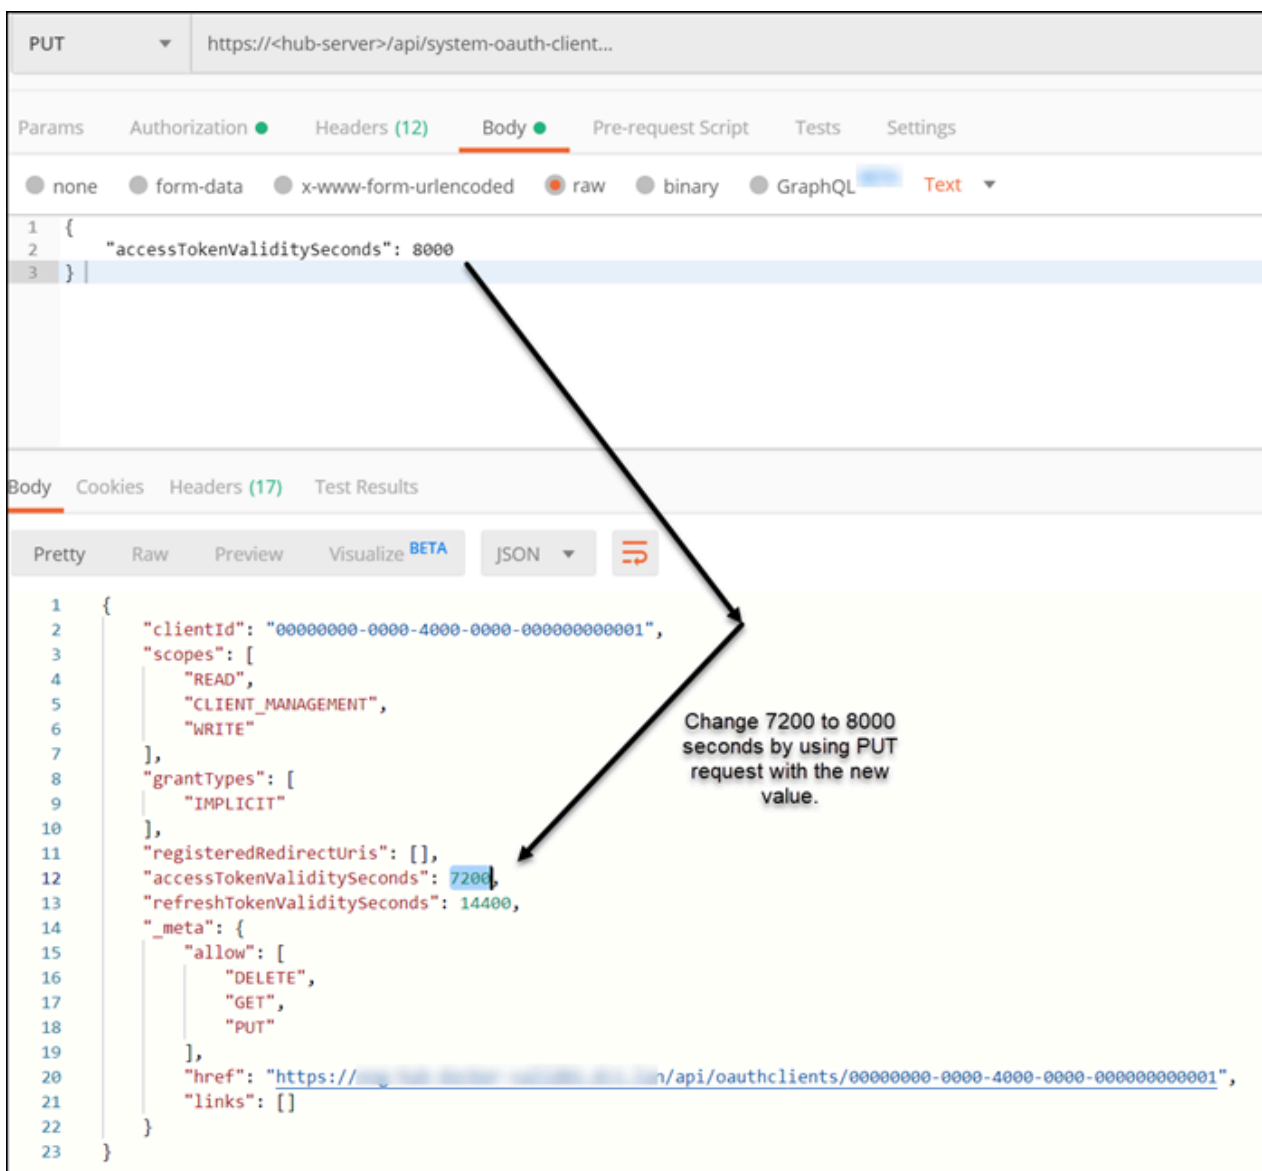 PUT https://<hub-server>/api/system-oauth-client...
Params Authorization Headers (12) Body Pre-request Script Tests Settings
none form-data x-www-form-urlencoded raw binary GraphQL Text
1 {
2 "accessTokenValiditySeconds": 8000
3 }
Body Cookies Headers (17) Test Results
Pretty Raw Preview Visualize BETA JSON
1 {
2 "clientId": "00000000-0000-4000-0000-000000000001",
3 "scopes": [
4 "READ",
5 "CLIENT_MANAGEMENT",
6 "WRITE"
7 ],
8 "grantTypes": [
9 "IMPLICIT"
10 ],
11 "registeredRedirectUris": [],
12 "accessTokenValiditySeconds": 7200,
13 "refreshTokenValiditySeconds": 14400,
14 "_meta": {
15 "allow": [
16 "DELETE",
17 "GET",
18 "PUT"
19 ],
20 "href": "https:// n/api/oauthclients/00000000-0000-4000-0000-000000000001",
21 "links": []
22 }
23 }
Change 7200 to 8000
seconds by using PUT
request with the new
value.